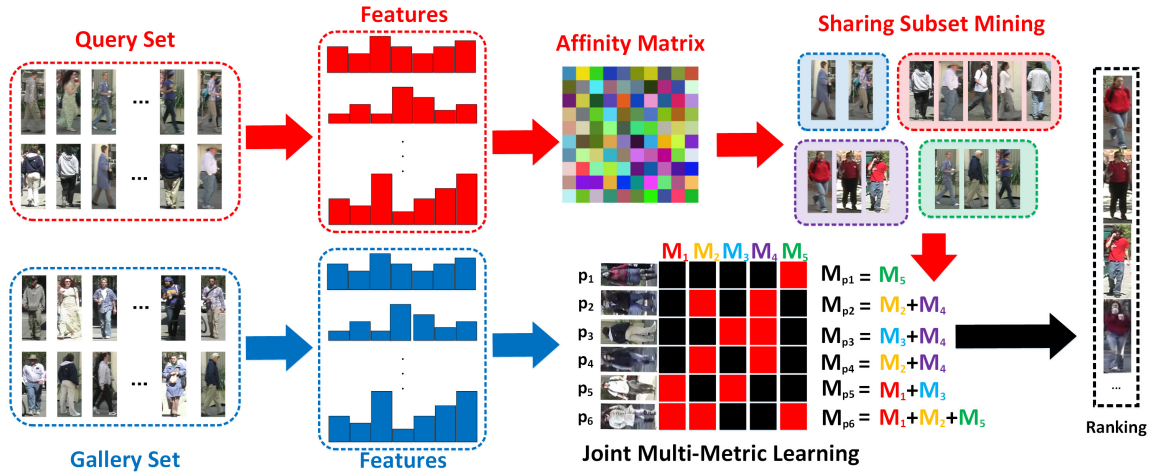 Query Set
Features
Affinity Matrix
Sharing Subset Mining
...
...
.
.
.
M1 M2 M3 M4 M5
p1
p2
p3
p4
p5
p6
Mp1 = M5
Mp2 = M2+M4
Mp3 = M3+M4
Mp4 = M2+M4
Mp5 = M1+M3
Mp6 = M1+M2+M5
...
...
.
.
.
...
Ranking
Gallery Set
Features
Joint Multi-Metric Learning